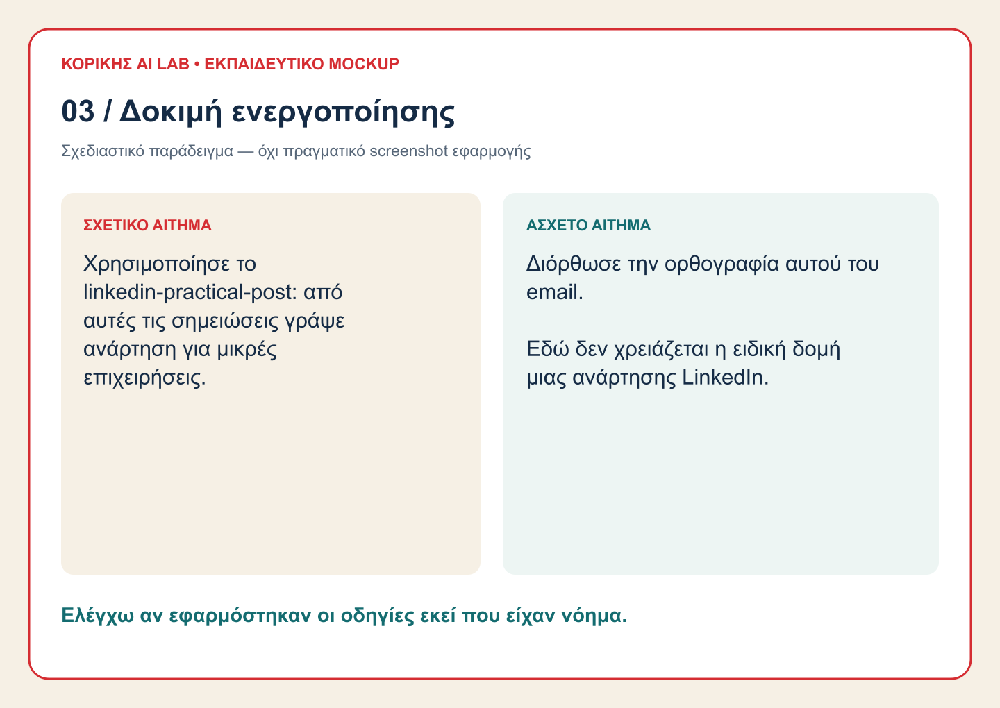 ΚΟΡΙΚΗΣ AI LAB • ΕΚΠΑΙΔΕΥΤΙΚΟ MOCKUP
03 / Δοκιμή ενεργοποίησης
Σχεδιαστικό παράδειγμα — όχι πραγματικό screenshot εφαρμογής
ΣΧΕΤΙΚΟ ΑΙΤΗΜΑ
Χρησιμοποίησε το
linkedin-practical-post: από
αυτές τις σημειώσεις γράψε
ανάρτηση για μικρές
επιχειρήσεις.
ΑΣΧΕΤΟ ΑΙΤΗΜΑ
Διόρθωσε την ορθογραφία αυτού του
email.
Εδώ δεν χρειάζεται η ειδική δομή
μιας ανάρτησης LinkedIn.
Ελέγχω αν εφαρμόστηκαν οι οδηγίες εκεί που είχαν νόημα.